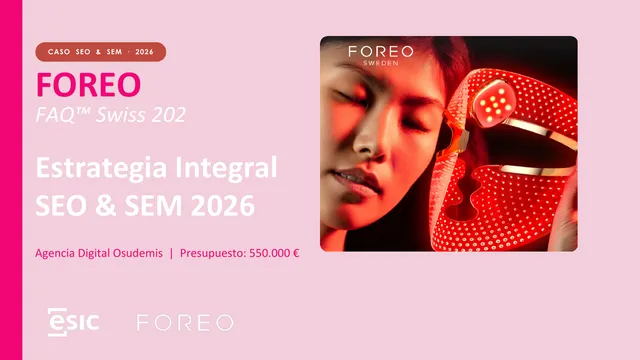 CASO SEO & SEM · 2026
FOREO
FAQ™ Swiss 202
Estrategia Integral
SEO & SEM 2026
Agencia Digital Osudemis | Presupuesto: 550.000 €
FOREO
SWEDEN
esic
FOREO